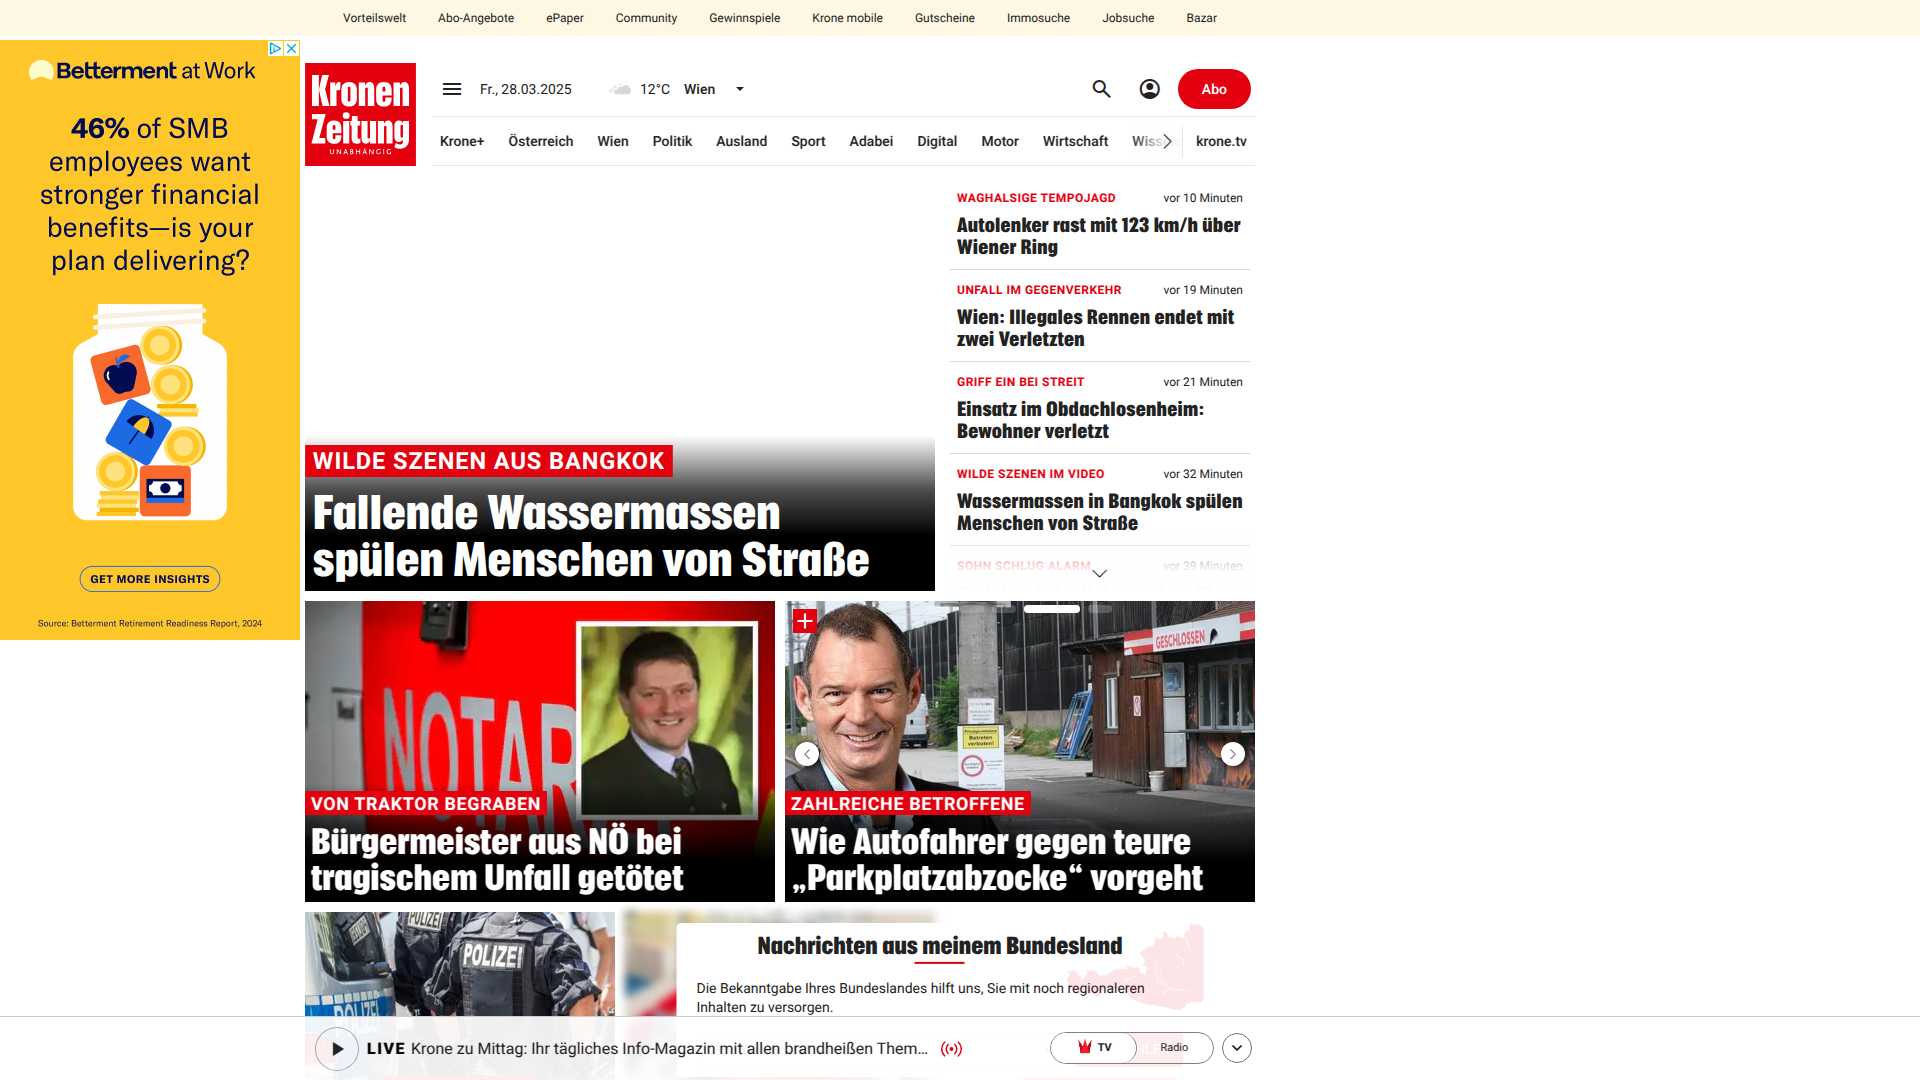 Vorteilswelt Abo-Angebote ePaper Community Gewinnspiele Krone mobile Gutscheine Immosuche Jobsuche Bazar
Betterment at Work
46% of SMB
employees want
stronger financial
benefits—is your
plan delivering?
GET MORE INSIGHTS
Source: Betterment Retirement Readiness Report, 2024
Kronen
Zeitung
UNABHÄNGIG
Fr., 28.03.2025 12°C Wien Abo
Krone+ Österreich Wien Politik Ausland Sport Adabei Digital Motor Wirtschaft Wiss krone.tv
WILDE SZENEN AUS BANGKOK
Fallende Wassermassen
spülen Menschen von Straße
WAGHALSIGE TEMPOJAGD vor 10 Minuten
Autolenker rast mit 123 km/h über
Wiener Ring
UNFALL IM GEGENVERKEHR vor 19 Minuten
Wien: Illegales Rennen endet mit
zwei Verletzten
GRIFF EIN BEI STREIT vor 21 Minuten
Einsatz im Obdachlosenheim:
Bewohner verletzt
WILDE SZENEN IM VIDEO vor 32 Minuten
Wassermassen in Bangkok spülen
Menschen von Straße
SOHN SCHLUG ALARM vor 39 Minuten
NOTAR
VON TRAKTOR BEGRABEN
Bürgermeister aus NÖ bei
tragischem Unfall getötet
GESCHLOSSEN
Betreten
verboten!
ZAHLREICHE BETROFFENE
Wie Autofahrer gegen teure
„Parkplatzabzocke“ vorgeht
POLIZEI
POLIZEI
POLIZEI
Nachrichten aus meinem Bundesland
Die Bekanntgabe Ihres Bundeslandes hilft uns, Sie mit noch regionaleren
Inhalten zu versorgen.
LIVE Krone zu Mittag: Ihr tägliches Info-Magazin mit allen brandheißen Them... TV Radio